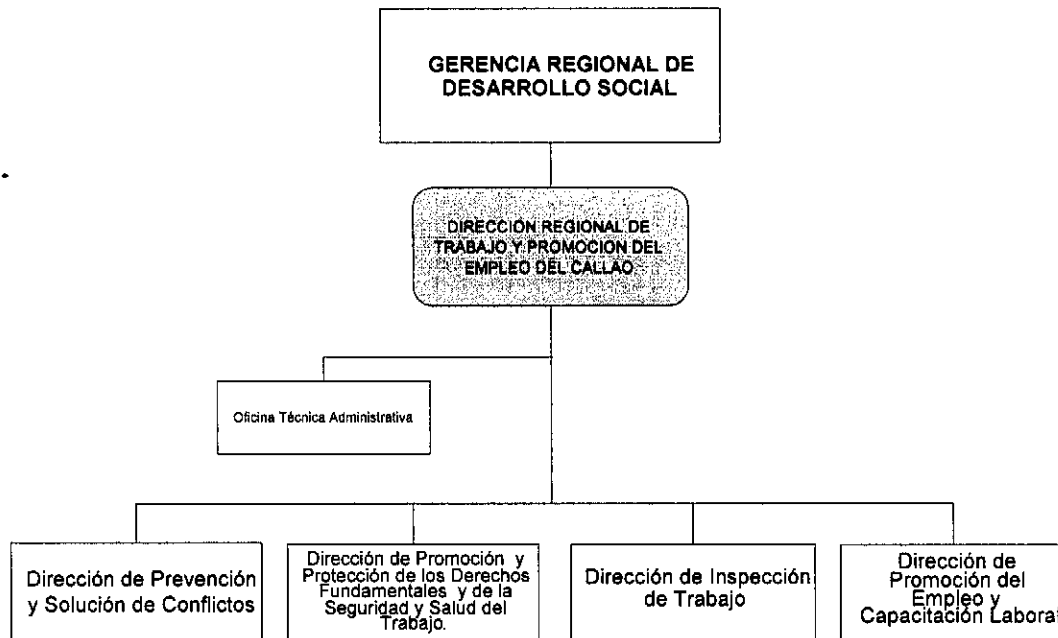 GERENCIA REGIONAL DE
DESARROLLO SOCIAL
DIRECCIÓN REGIONAL DE
TRABAJO Y PROMOCION DEL
EMPLEO DEL CALLAO
Oficina Técnica Administrativa
Dirección de Prevención
y Solución de Conflictos
Dirección de Promoción y
Protección de los Derechos
Fundamentales y de la
Seguridad y Salud del
Trabajo.
Dirección de Inspección
de Trabajo
Dirección de
Promoción del
Empleo y
Capacitación Laboral